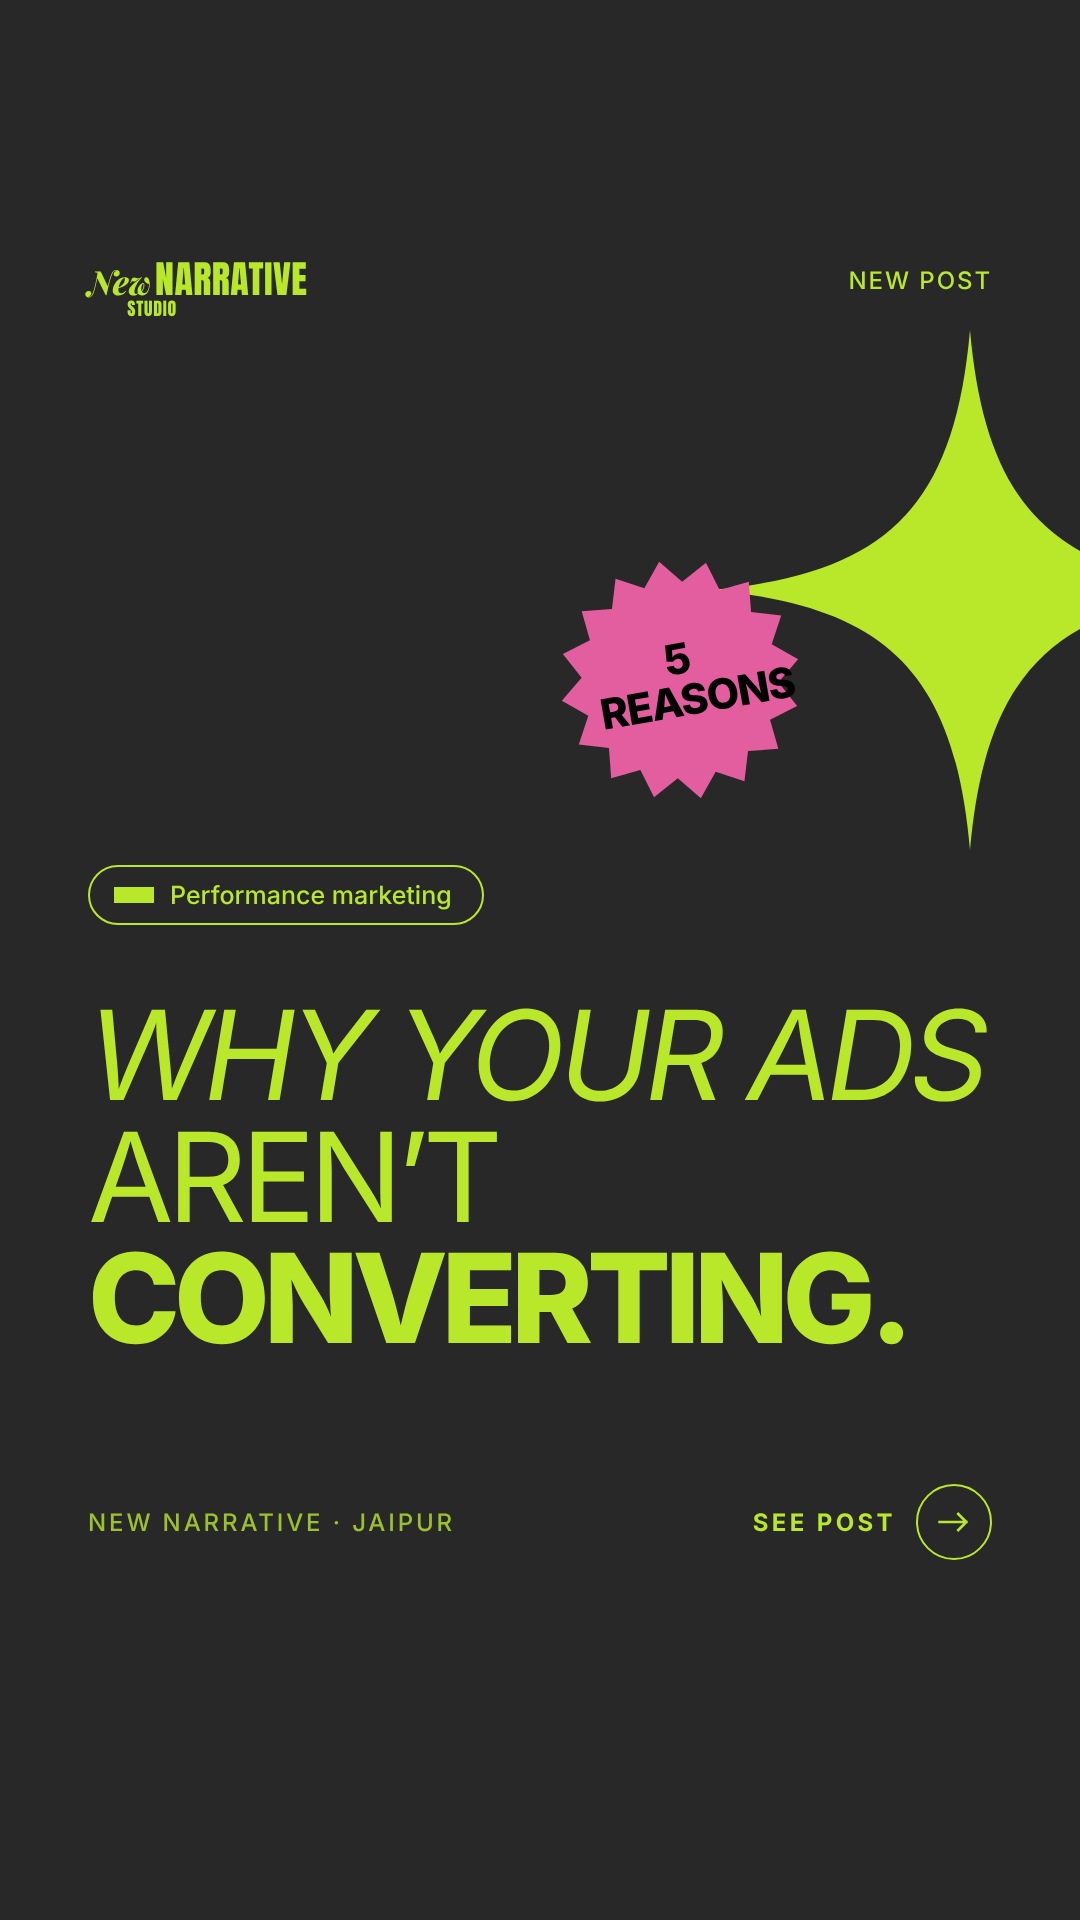 New NARRATIVE
STUDIO
NEW POST
5
REASONS
Performance marketing
WHY YOUR ADS
AREN'T
CONVERTING.
NEW NARRATIVE · JAIPUR
SEE POST →